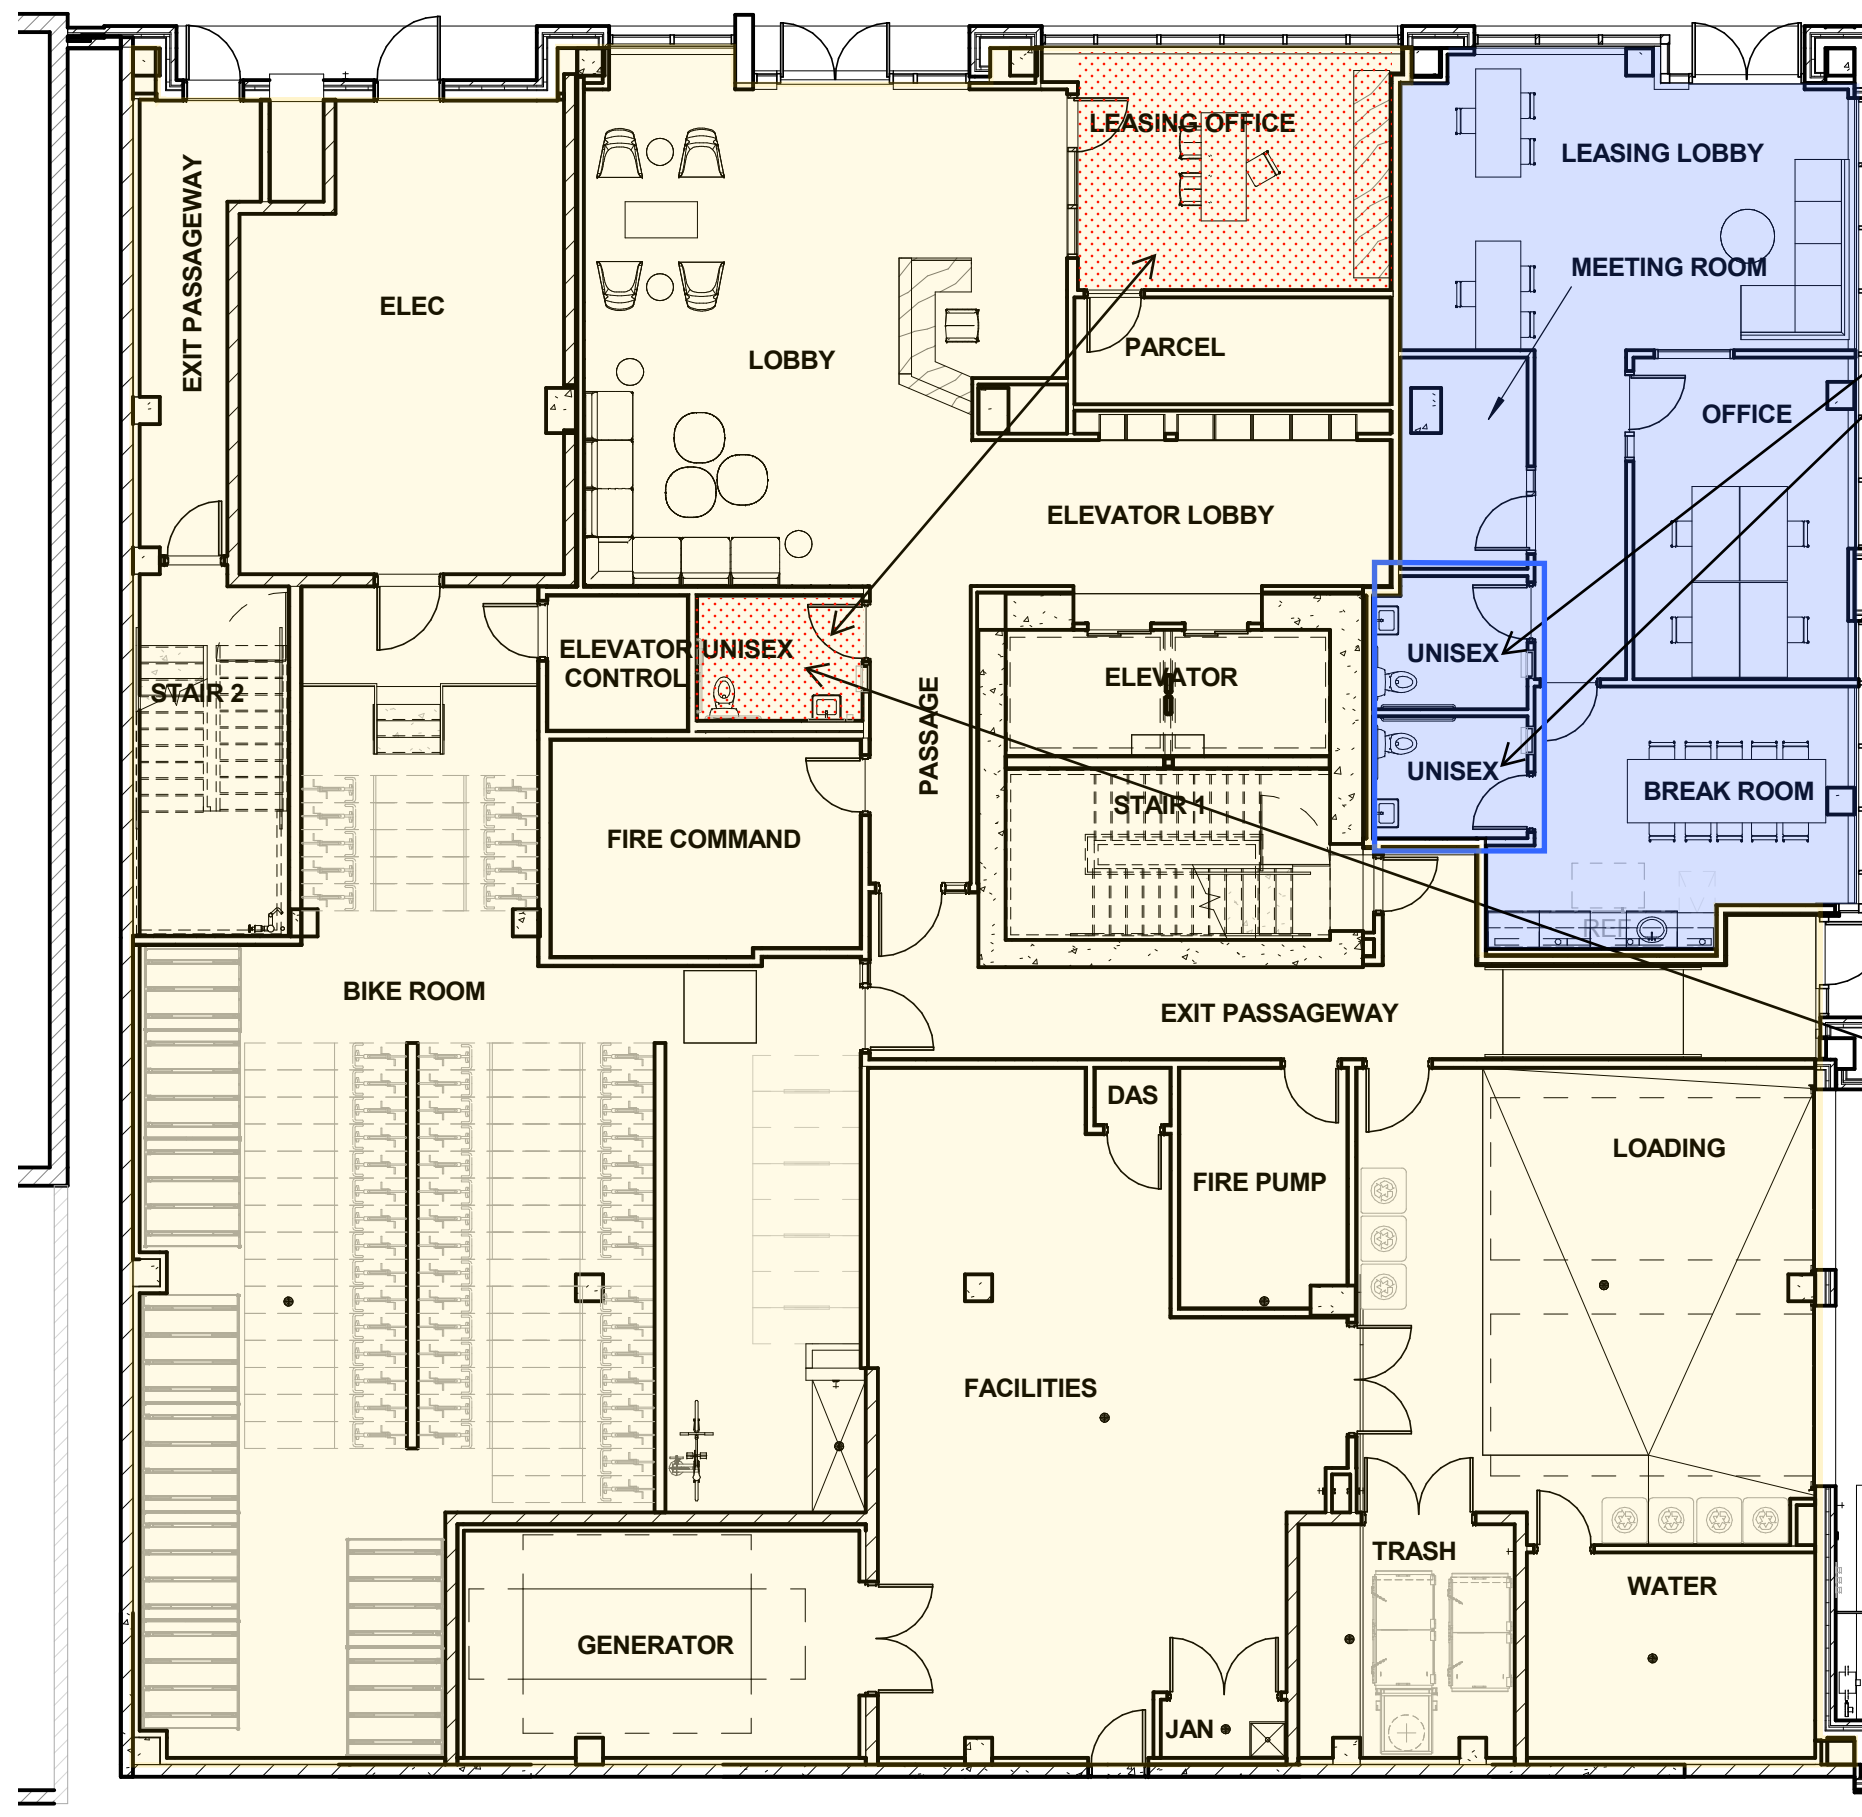 LEASING OFFICE
LEASING LOBBY
EXIT PASSAGEWAY
MEETING ROOM
ELEC
PARCEL
LOBBY
OFFICE
ELEVATOR LOBBY
ELEVATOR
CONTROL
UNISEX
UNISEX
ELEVATOR
STAIR 2
PASSAGE
UNISEX
BREAK ROOM
STAIR 1
FIRE COMMAND
REF
BIKE ROOM
EXIT PASSAGEWAY
DAS
LOADING
FIRE PUMP
FACILITIES
TRASH
WATER
GENERATOR
JAN